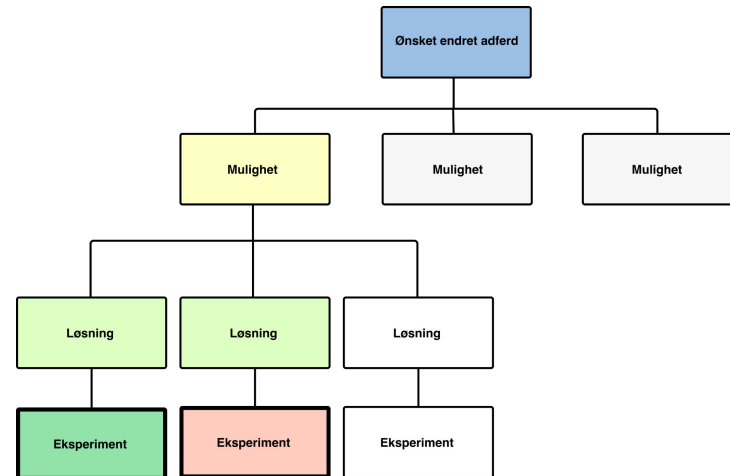 Ønsket endret adferd
Mulighet
Mulighet
Mulighet
Løsning
Løsning
Løsning
Eksperiment
Eksperiment
Eksperiment